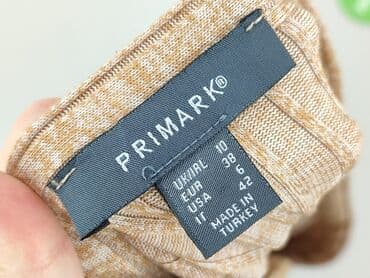 PRIMARK®
UK/IRL 10
EUR 38
USA 6
IT 42
MADE IN
TURKEY